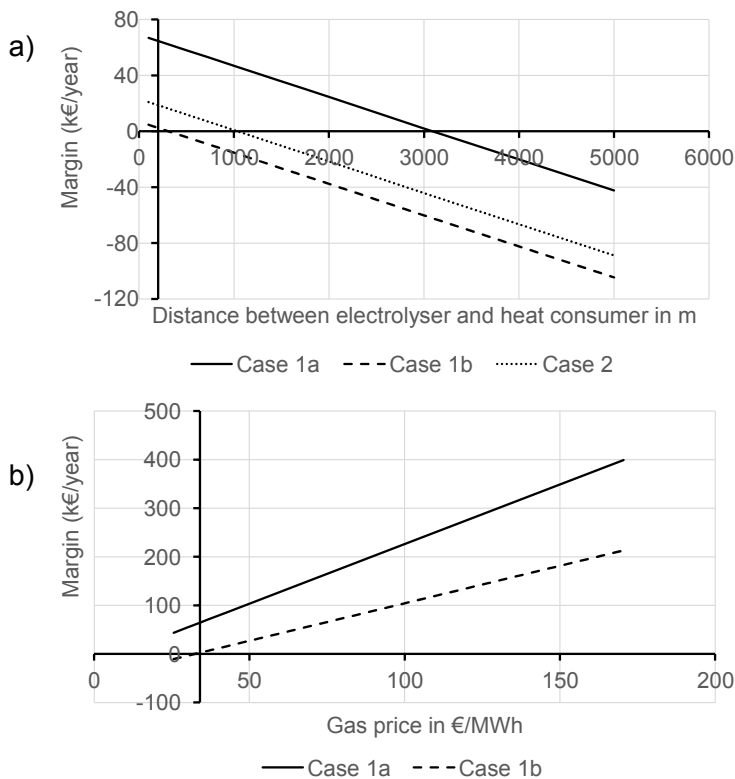 a)
Margin (k€/year)
80
40
0
-40
-80
-120
0 1000 2000 3000 4000 5000 6000
Distance between electrolyser and heat consumer in m
Case 1a Case 1b Case 2
b)
Margin (k€/year)
500
400
300
200
100
0
-100
0 50 100 150 200
Gas price in €/MWh
Case 1a Case 1b